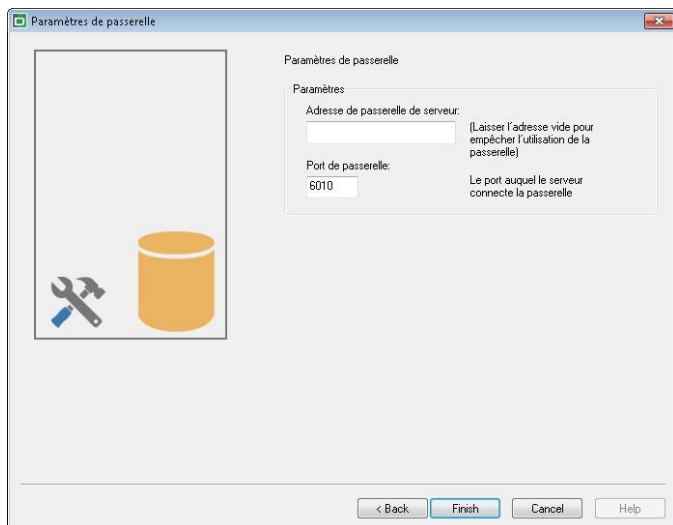 Paramètres de passerelle
Paramètres de passerelle
Paramètres
Adresse de passerelle de serveur:
(Laisser l'adresse vide pour
empêcher l'utilisation de la
passerelle)
Port de passerelle:
6010
Le port auquel le serveur
connecte la passerelle
< Back
Finish
Cancel
Help